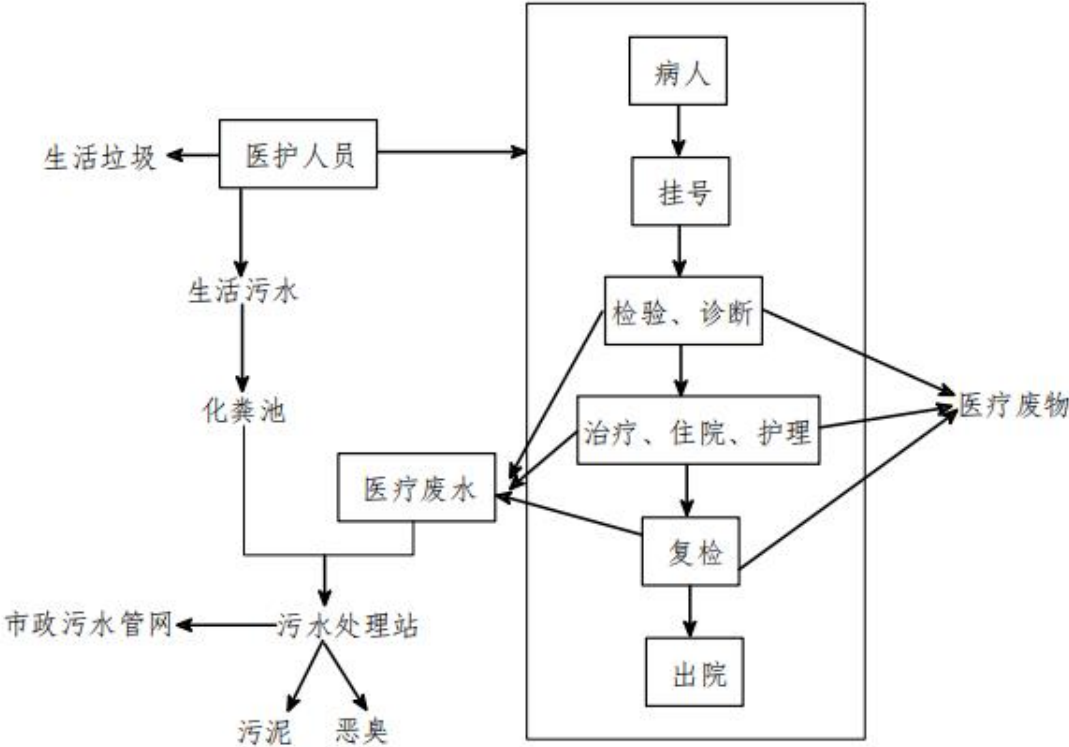 病人
生活垃圾
医护人员
挂号
生活污水
检验、诊断
化粪池
治疗、住院、护理
医疗废物
医疗废水
复检
市政污水管网
污水处理站
出院
污泥
恶臭